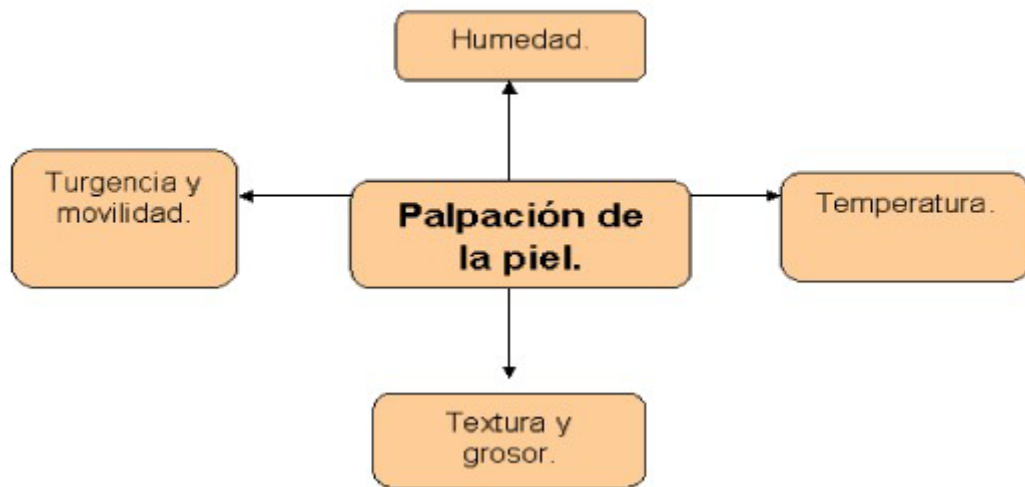 Humedad.
Turgencia y
movilidad.
Palpación de
la piel.
Temperatura.
Textura y
grosor.